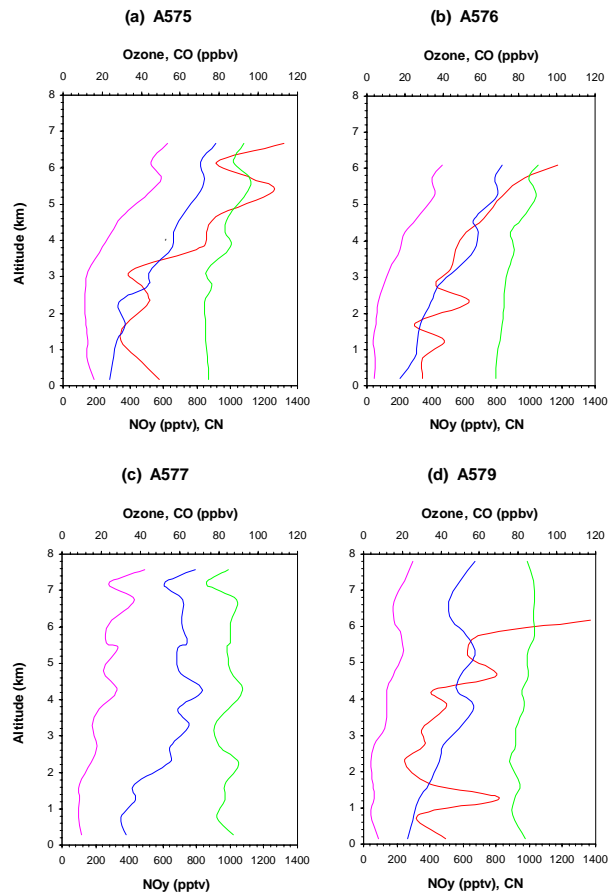 (a) A575
Ozone, CO (ppbv)
0 20 40 60 80 100 120 140
8
7
6
5
4
3
2
1
0
Altitude (km)
0 200 400 600 800 1000 1200 1400
NOy (pptv), CN
(b) A576
Ozone, CO (ppbv)
0 20 40 60 80 100 120
8
7
6
5
4
3
2
1
0
0 200 400 600 800 1000 1200 1400
NOy (pptv), CN
(c) A577
Ozone, CO (ppbv)
0 20 40 60 80 100 120
8
7
6
5
4
3
2
1
0
Altitude (km)
0 200 400 600 800 1000 1200 1400
NOy (pptv)
(d) A579
Ozone, CO (ppbv)
0 20 40 60 80 100 120
8
7
6
5
4
3
2
1
0
0 200 400 600 800 1000 1200 1400
NOy (pptv), CN